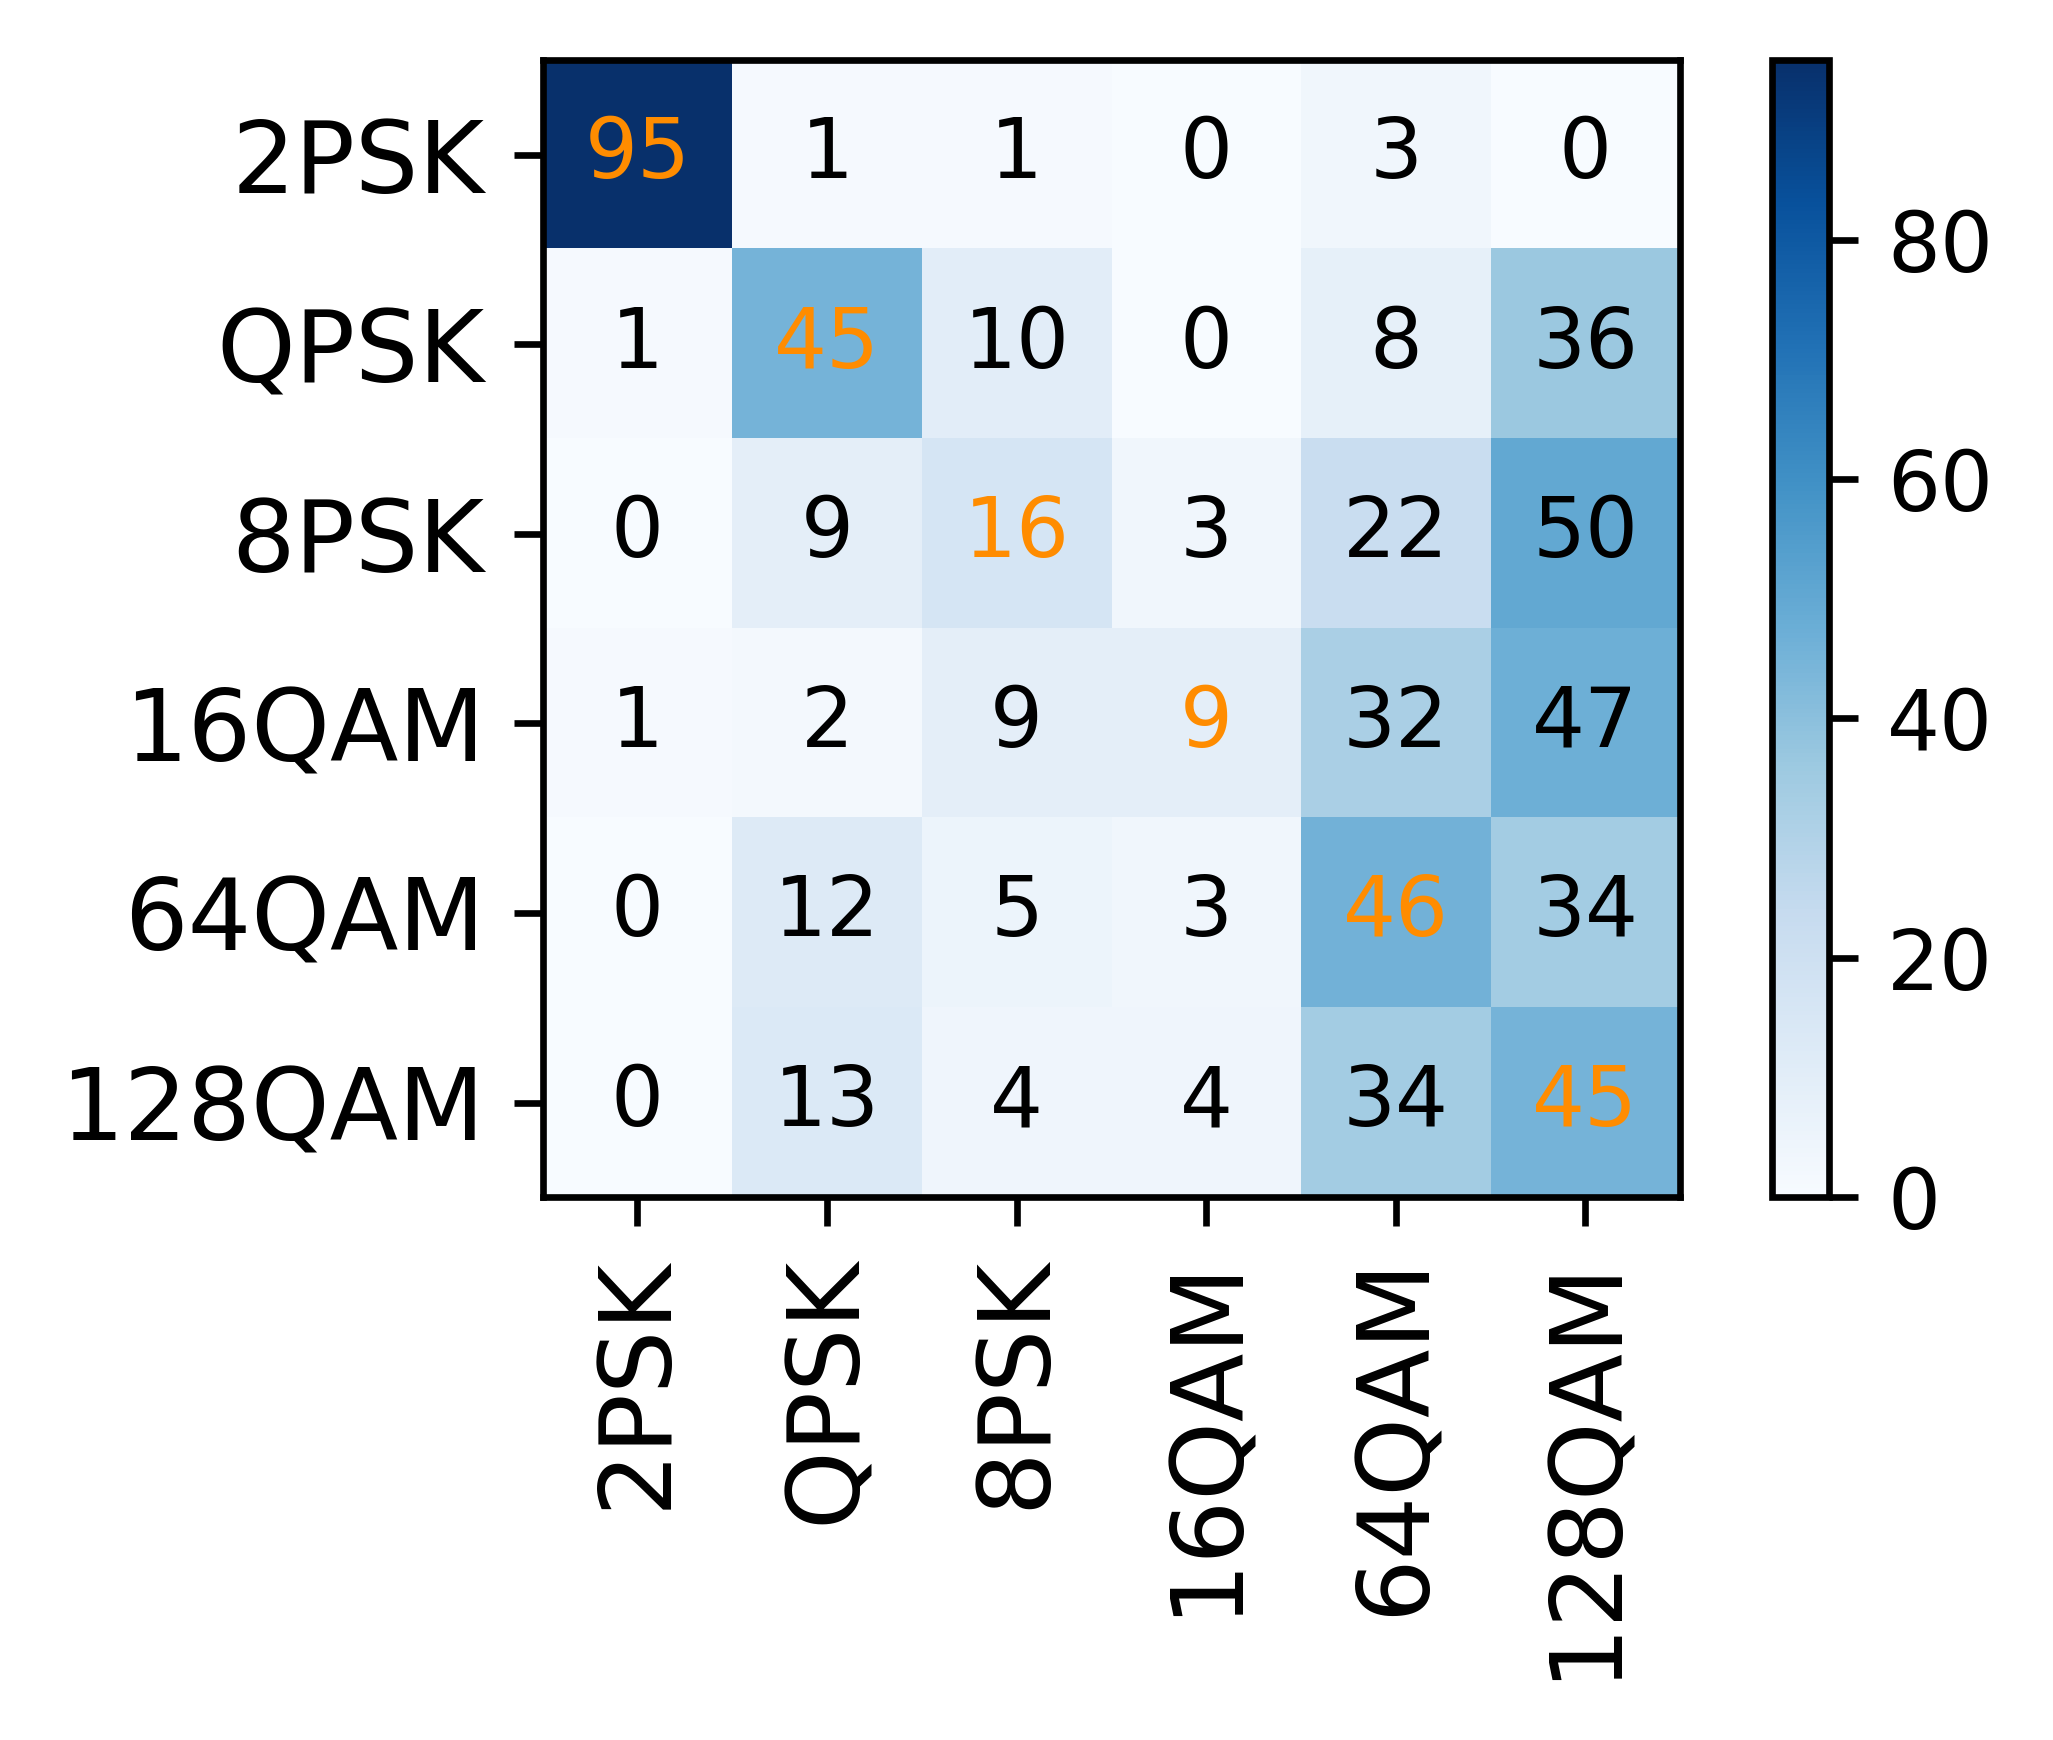 2PSK 95 1 1 0 3 0
QPSK 1 45 10 0 8 36
8PSK 0 9 16 3 22 50
16QAM 1 2 9 9 32 47
64QAM 0 12 5 3 46 34
128QAM 0 13 4 4 34 45
2PSK QPSK 8PSK 16QAM 64QAM 128QAM
80
60
40
20
0